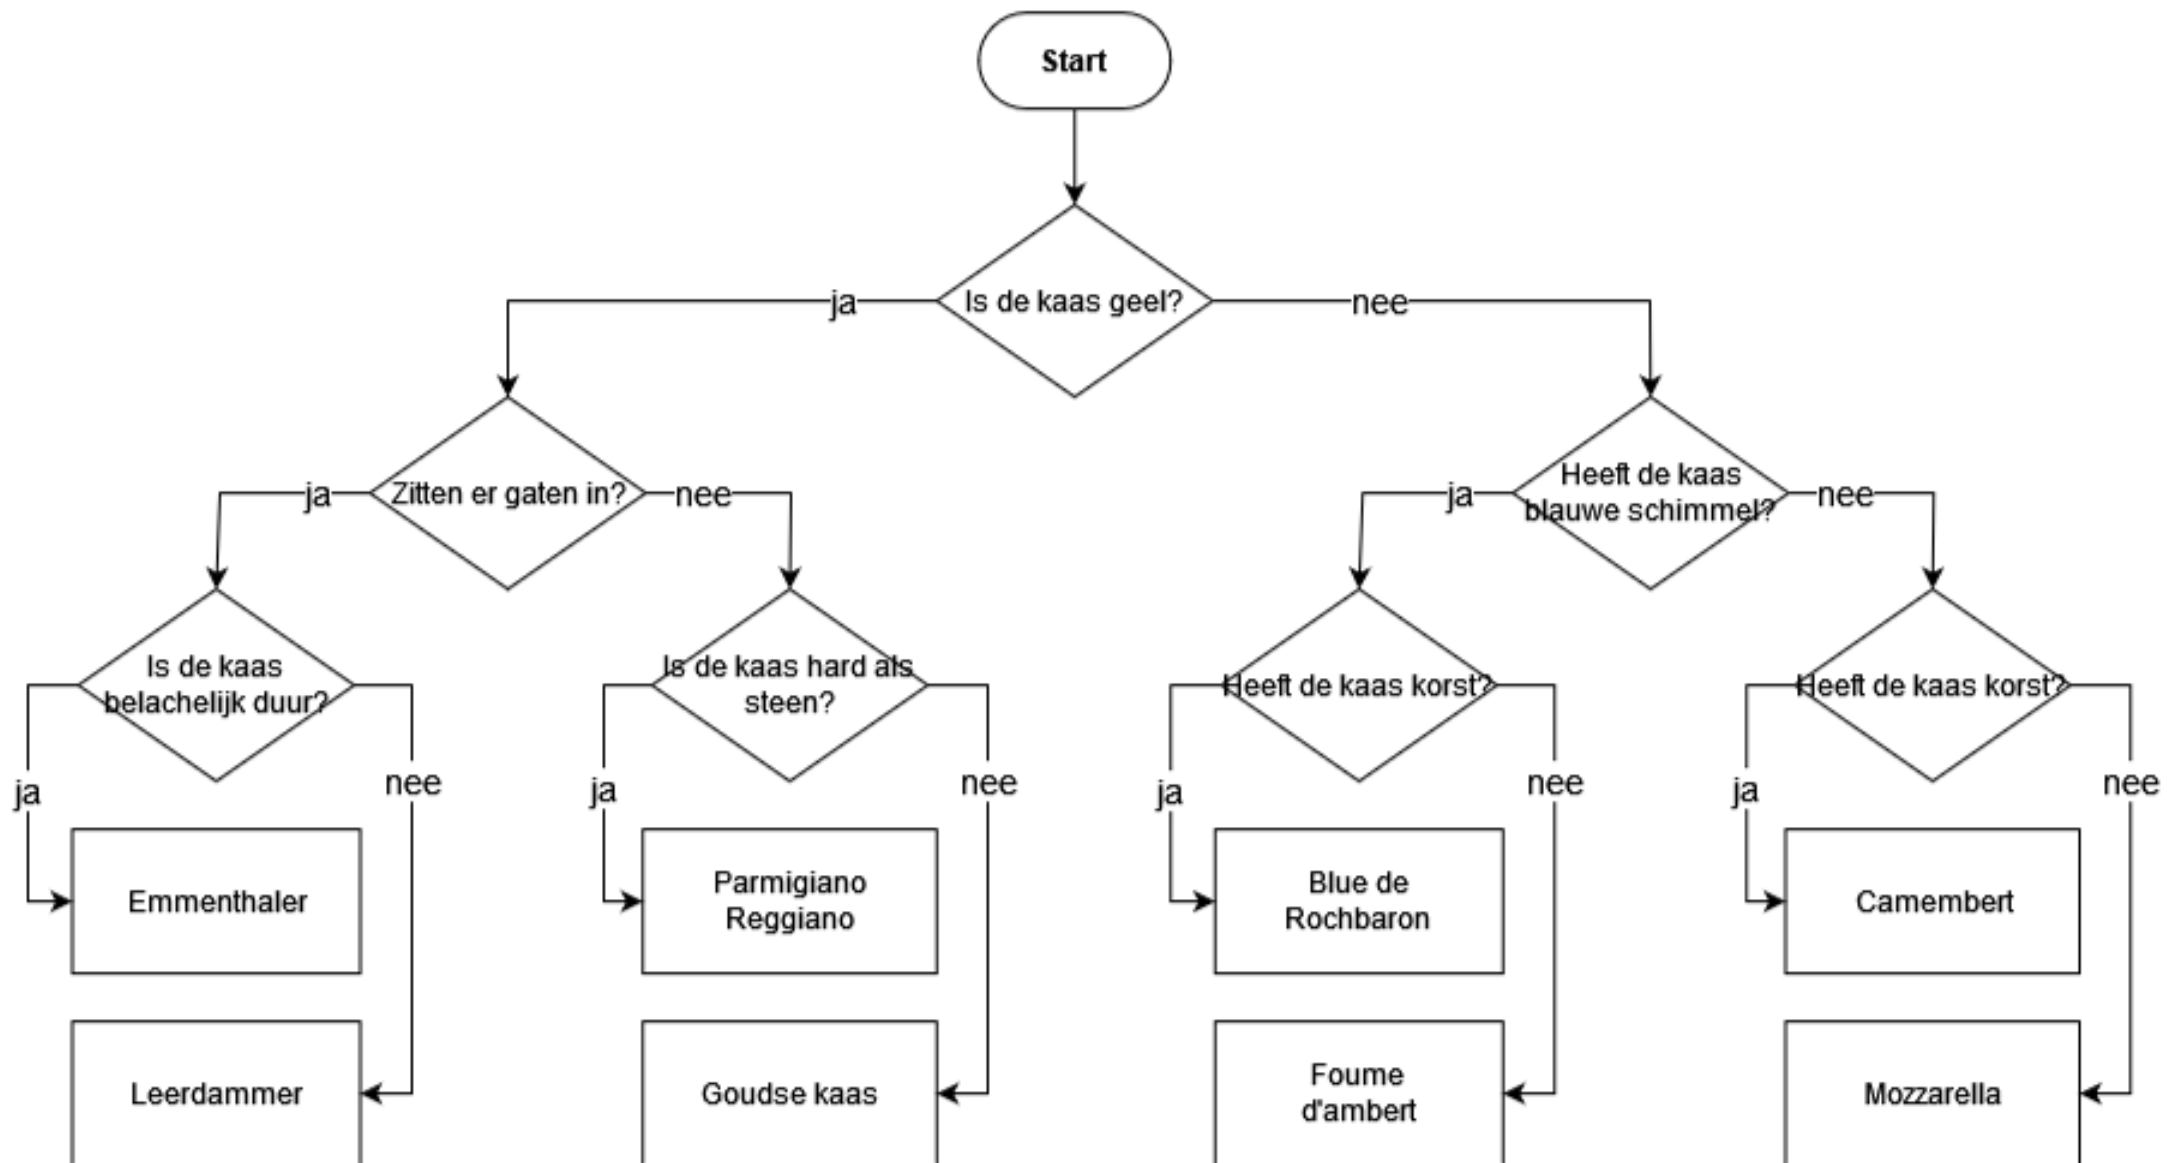 Start
Is de kaas geel?
ja
nee
Zitten er gaten in?
ja
nee
Heeft de kaas
blauwe schimmel?
ja
nee
Is de kaas
belachelijk duur?
ja
nee
Is de kaas hard als
steen?
ja
nee
Heeft de kaas korst?
ja
nee
Heeft de kaas korst?
ja
nee
Emmenthaler
Parmigiano
Reggiano
Blue de
Rochbaron
Camembert
Leerdammer
Goudse kaas
Foume
d'ambert
Mozzarella